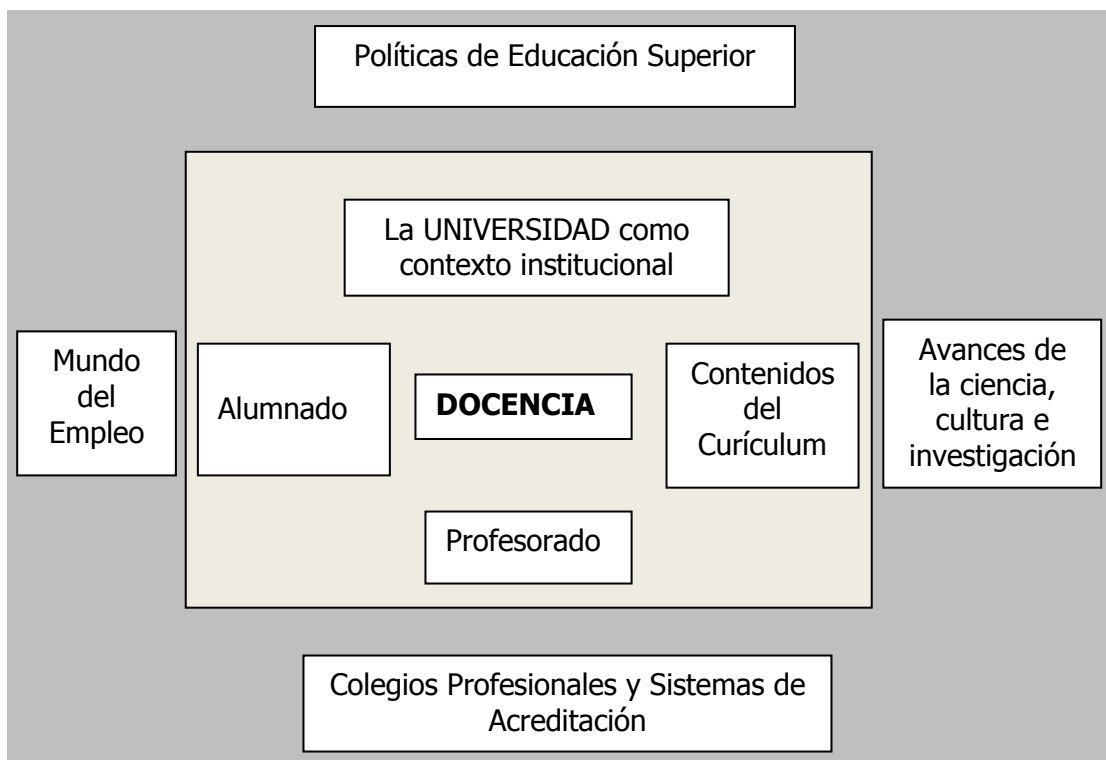 Políticas de Educación Superior
La UNIVERSIDAD como
contexto institucional
Mundo
del
Empleo
Alumnado
DOCENCIA
Contenidos
del
Curículum
Avances de
la ciencia,
cultura e
investigación
Profesorado
Colegios Profesionales y Sistemas de
Acreditación